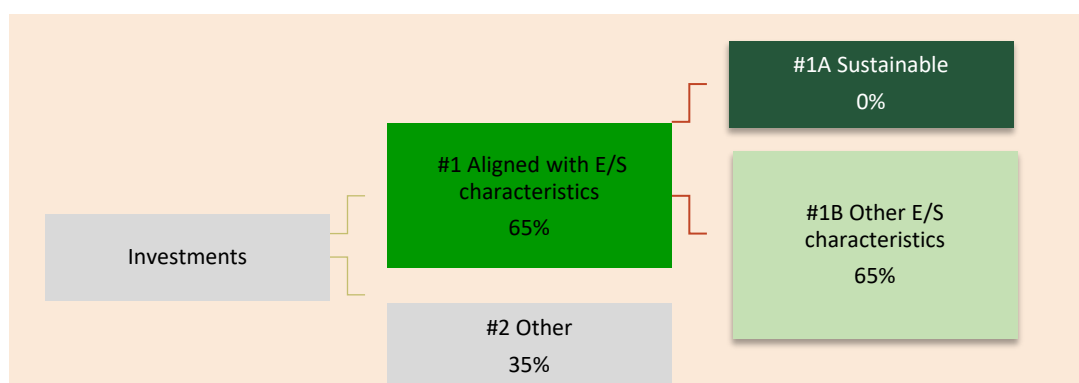 Investments
#1 Aligned with E/S
characteristics
65%
#2 Other
35%
#1A Sustainable
0%
#1B Other E/S
characteristics
65%